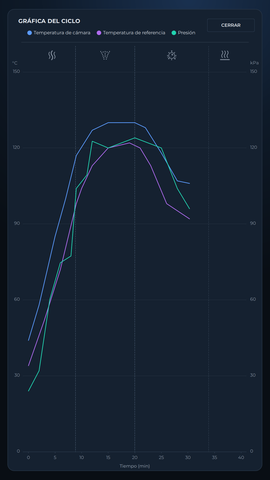 GRÁFICA DEL CICLO
CERRAR
Temperatura de cámara Temperatura de referencia Presión
°C kPa
150 150
120 120
90 90
60 60
30 30
0 0
0 5 10 15 20 25 30 35 40
Tiempo (min)